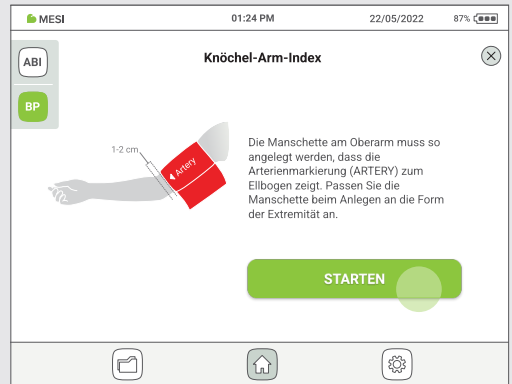 MESI
01:24 PM
22/05/2022
87%
ABI
Knöchel-Arm-Index
BP
1-2 cm
Artery
Die Manschette am Oberarm muss so
angelegt werden, dass die
Arterienmarkierung (ARTERY) zum
Ellbogen zeigt. Passen Sie die
Manschette beim Anlegen an die Form
der Extremität an.
STARTEN